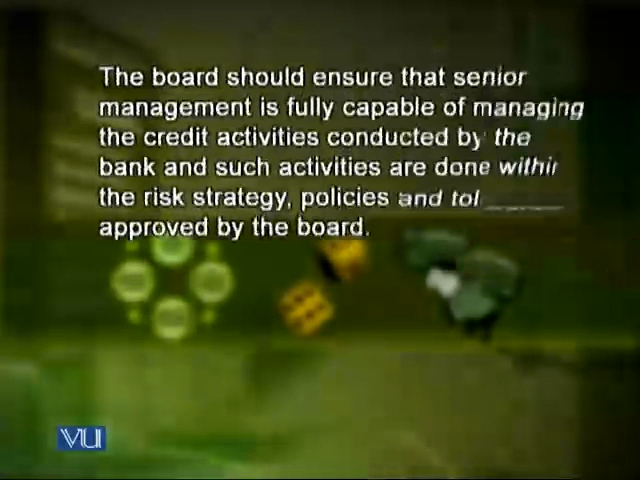 The board should ensure that senior
management is fully capable of managing
the credit activities conducted by the
bank and such activities are done within
the risk strategy, policies and
approved by the board.
VU